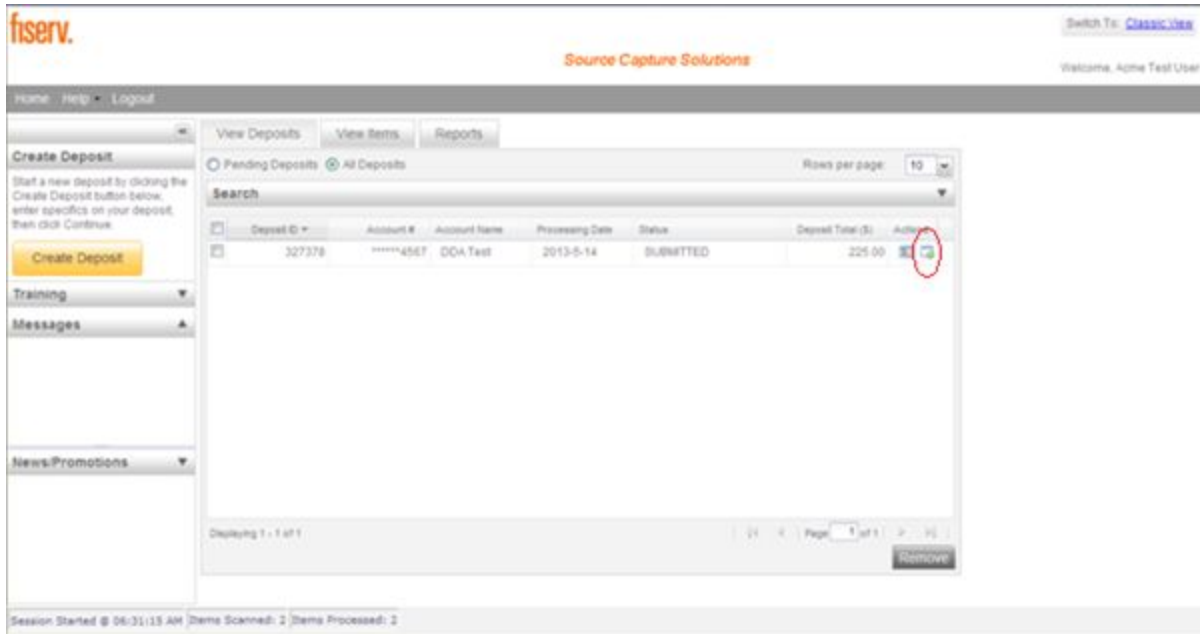 fiserv.
Switch To: Classic View
Source Capture Solutions
Welcome, Acme Test User
Home Help Logout
View Deposits View Items Reports
Create Deposit
Pending Deposits All Deposits
Rows per page: 10
Start a new deposit by clicking the
Create Deposit button below,
enter specifics on your deposit,
then click Continue.
Search
Deposit ID Account # Account Name Processing Date Status Deposit Total ($) Actions
327378 ******4567 DDA Test 2013-5-14 SUBMITTED 225.00
Create Deposit
Training
Messages
News/Promotions
Displaying 1 - 1 of 1
Page 1 of 1
Remove
Session Started @ 06:31:15 AM Items Scanned: 2 Items Processed: 2